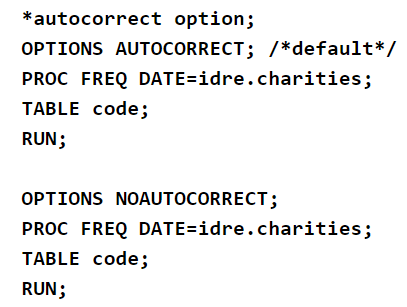 *autocorrect option;
OPTIONS AUTOCORRECT; /*default*/
PROC FREQ DATE=idre.charities;
TABLE code;
RUN;
OPTIONS NOAUTOCORRECT;
PROC FREQ DATE=idre.charities;
TABLE code;
RUN;